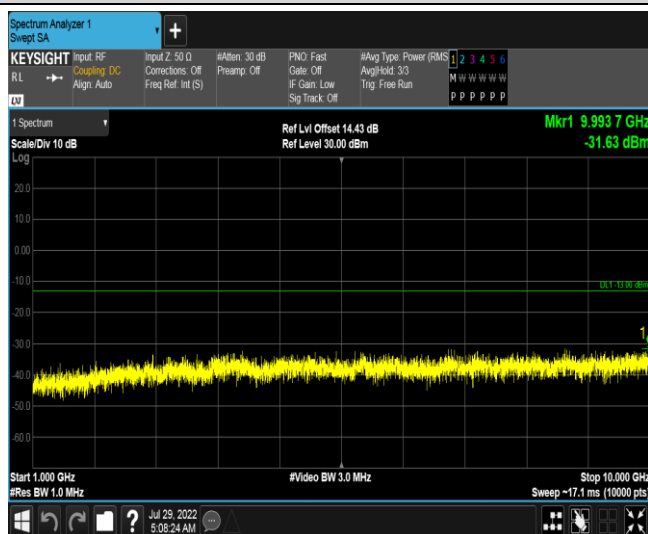 Spectrum Analyzer 1
Swept SA
+
KEYSIGHT
RL
LXI
Input: RF
Coupling: DC
Align: Auto
Input Z: 50 Ω
Corrections: Off
Freq Ref: Int (S)
#Atten: 30 dB
Preamp: Off
PNO: Fast
Gate: Off
IF Gain: Low
Sig Track: Off
#Avg Type: Power (RMS
Avg|Hold: 3/3
Trig: Free Run
1 2 3 4 5 6
M W W W W W
P P P P P P
1 Spectrum
Scale/Div 10 dB
Log
Ref Lvl Offset 14.43 dB
Ref Level 30.00 dBm
Mkr1 9.993 7 GHz
-31.63 dBm
20.0
10.0
0.00
-10.0
DL1 -13.00 dBm
-20.0
-30.0
1
-40.0
-50.0
-60.0
Start 1.000 GHz
#Video BW 3.0 MHz
Stop 10.000 GHz
#Res BW 1.0 MHz
Sweep ~17.1 ms (10000 pts)
?
Jul 29, 2022
5:08:24 AM